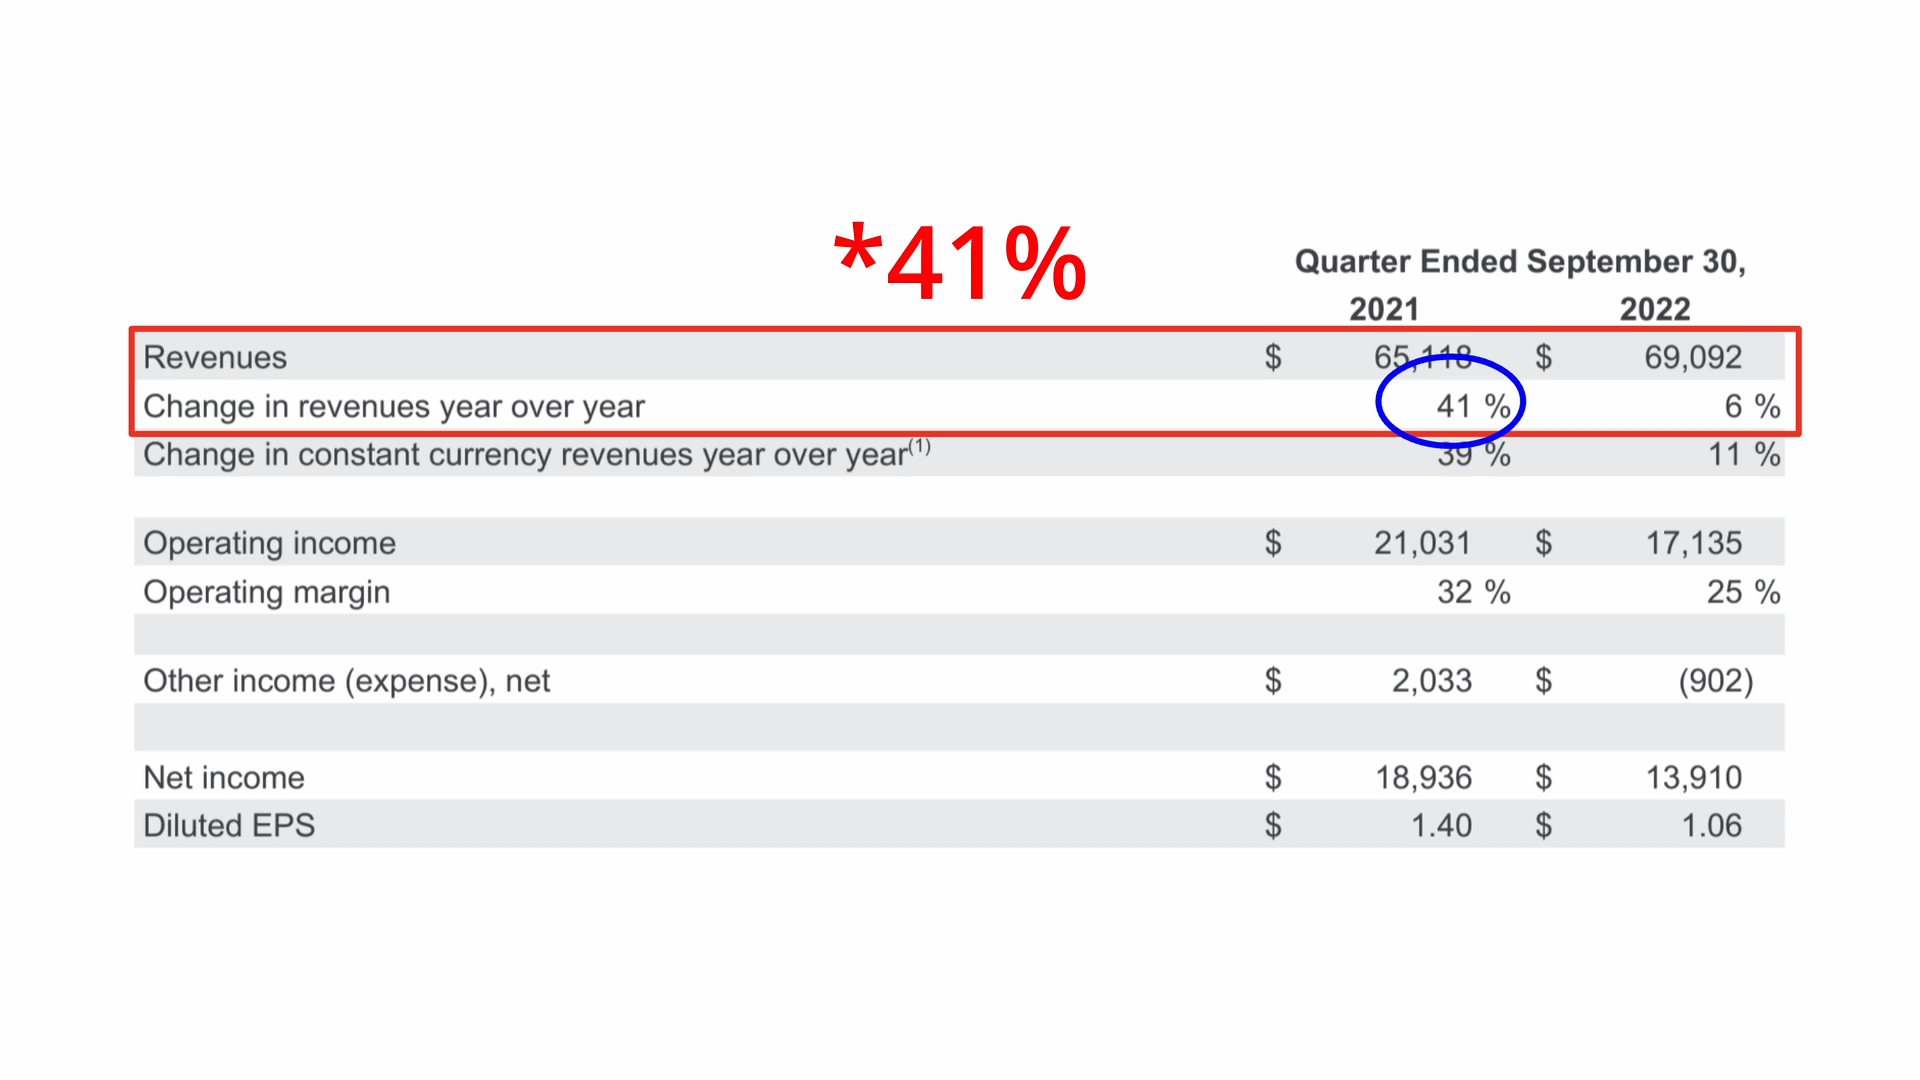 *41%
Quarter Ended September 30,
2021 2022
Revenues $ 65,118 $ 69,092
Change in revenues year over year 41 % 6 %
Change in constant currency revenues year over year(1) 39 % 11 %
Operating income $ 21,031 $ 17,135
Operating margin 32 % 25 %
Other income (expense), net $ 2,033 $ (902)
Net income $ 18,936 $ 13,910
Diluted EPS $ 1.40 $ 1.06